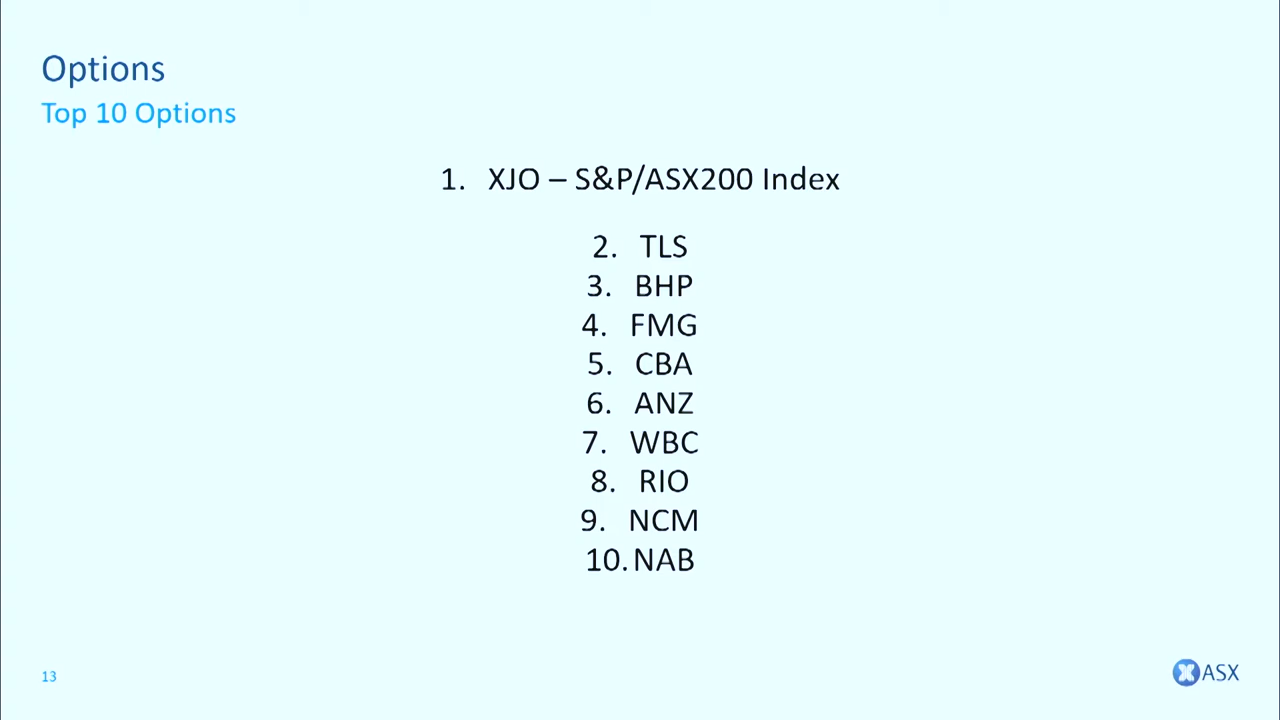 Options
Top 10 Options
1. XJO – S&P/ASX200 Index
2. TLS
3. BHP
4. FMG
5. CBA
6. ANZ
7. WBC
8. RIO
9. NCM
10. NAB
13
ASX